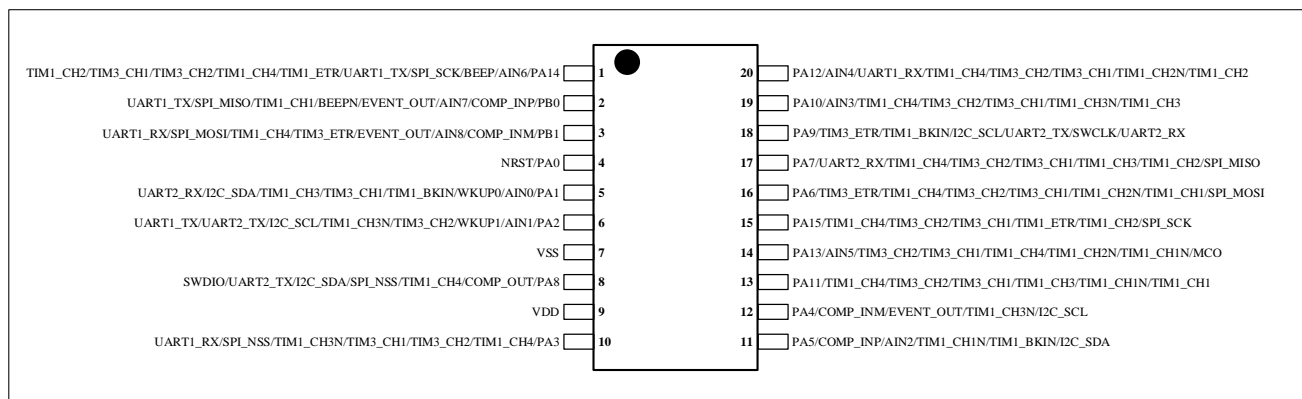 TIM1_CH2/TIM3_CH1/TIM3_CH2/TIM1_CH4/TIM1_ETR/UART1_TX/SPI_SCK/BEEP/AIN6/PA14 1 20 PA12/AIN4/UART1_RX/TIM1_CH4/TIM3_CH2/TIM3_CH1/TIM1_CH2N/TIM1_CH2
UART1_TX/SPI_MISO/TIM1_CH1/BEEPN/EVENT_OUT/AIN7/COMP_INP/PB0 2 19 PA10/AIN3/TIM1_CH4/TIM3_CH2/TIM3_CH1/TIM1_CH3N/TIM1_CH3
UART1_RX/SPI_MOSI/TIM1_CH4/TIM3_ETR/EVENT_OUT/AIN8/COMP_INM/PB1 3 18 PA9/TIM3_ETR/TIM1_BKIN/I2C_SCL/UART2_TX/SWCLK/UART2_RX
NRST/PA0 4 17 PA7/UART2_RX/TIM1_CH4/TIM3_CH2/TIM3_CH1/TIM1_CH3/TIM1_CH2/SPI_MISO
UART2_RX/I2C_SDA/TIM1_CH3/TIM3_CH1/TIM1_BKIN/WKUP0/AIN0/PA1 5 16 PA6/TIM3_ETR/TIM1_CH4/TIM3_CH2/TIM3_CH1/TIM1_CH2N/TIM1_CH1/SPI_MOSI
UART1_TX/UART2_TX/I2C_SCL/TIM1_CH3N/TIM3_CH2/WKUP1/AIN1/PA2 6 15 PA15/TIM1_CH4/TIM3_CH2/TIM3_CH1/TIM1_ETR/TIM1_CH2/SPI_SCK
VSS 7 14 PA13/AIN5/TIM3_CH2/TIM3_CH1/TIM1_CH4/TIM1_CH2N/TIM1_CH1N/MCO
SWDIO/UART2_TX/I2C_SDA/SPI_NSS/TIM1_CH4/COMP_OUT/PA8 8 13 PA11/TIM1_CH4/TIM3_CH2/TIM3_CH1/TIM1_CH3/TIM1_CH1N/TIM1_CH1
VDD 9 12 PA4/COMP_INM/EVENT_OUT/TIM1_CH3N/I2C_SCL
UART1_RX/SPI_NSS/TIM1_CH3N/TIM3_CH1/TIM3_CH2/TIM1_CH4/PA3 10 11 PA5/COMP_INP/AIN2/TIM1_CH1N/TIM1_BKIN/I2C_SDA